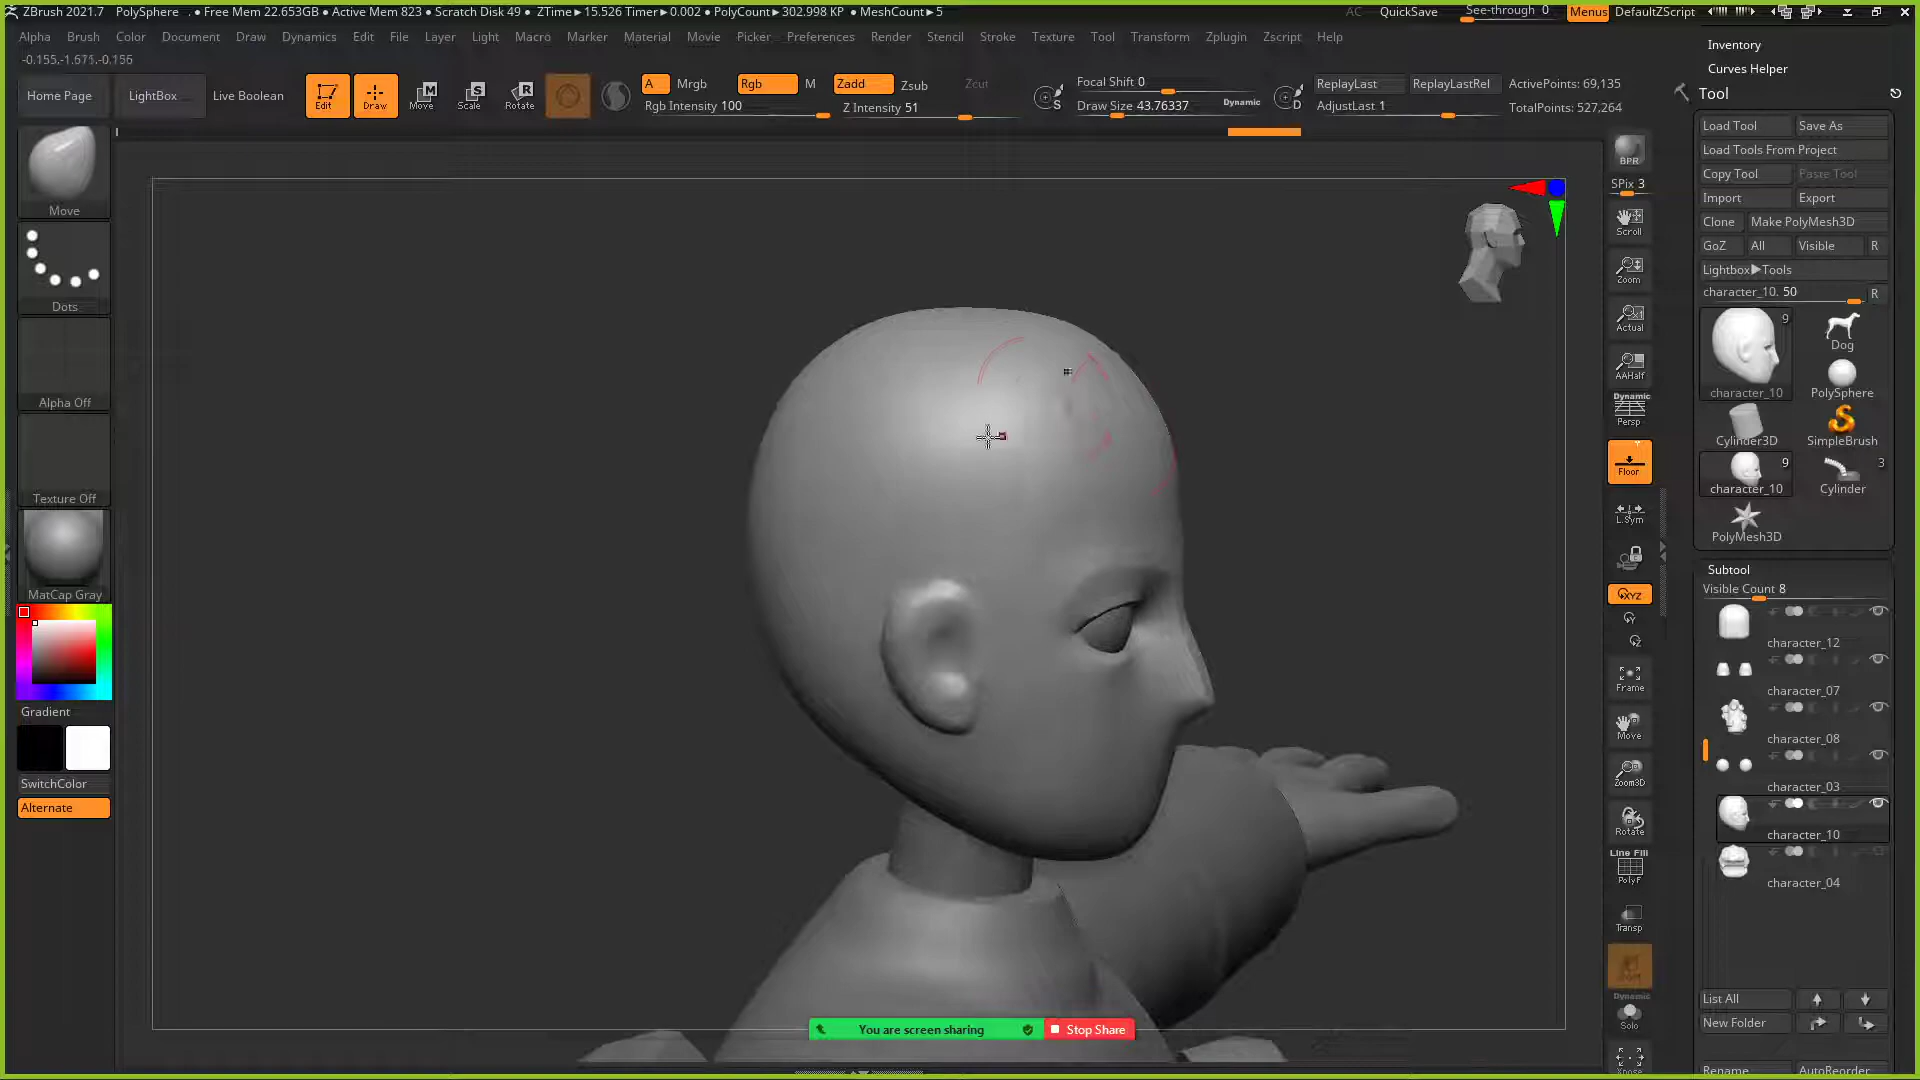 ZBrush 2021.7 PolySphere . • Free Mem 22.653GB • Active Mem 823 • Scratch Disk 49 • ZTime▸15.526 Timer▸0.002 • PolyCount▸302.998 KP • MeshCount▸5
AC QuickSave See-through 0 Menus DefaultZScript
Alpha Brush Color Document Draw Dynamics Edit File Layer Light Macro Marker Material Movie Picker Preferences Render Stencil Stroke Texture Tool Transform Zplugin Zscript Help
-0.155,-1.675,-0.156
Home Page LightBox Live Boolean
Edit Draw Move Scale Rotate
A Mrgb Rgb M Zadd Zsub Zcut
Rgb Intensity 100 Z Intensity 51
Focal Shift 0
Draw Size 43.76337 Dynamic
S D
ReplayLast ReplayLastRel ActivePoints: 69,135
AdjustLast 1 TotalPoints: 527,264
Move
Dots
Alpha Off
Texture Off
MatCap Gray
Gradient
SwitchColor
Alternate
You are screen sharing Stop Share
BPR
SPix 3
Scroll
Zoom
Actual
AAHalf
Dynamic
Persp
Floor
L.Sym
XYZ
Frame
Move
Zoom3D
Rotate
Line Fill
PolyF
Transp
Dynamic
Solo
Xpose
Inventory
Curves Helper
Tool
Load Tool Save As
Load Tools From Project
Copy Tool Paste Tool
Import Export
Clone Make PolyMesh3D
GoZ All Visible R
Lightbox▸Tools
character_10. 50 R
9
character_10
Dog
PolySphere
Cylinder3D SimpleBrush
9 3
character_10 Cylinder
PolyMesh3D
Subtool
Visible Count 8
character_12
character_07
character_08
character_03
character_10
character_04
List All
New Folder
Rename AutoReorder